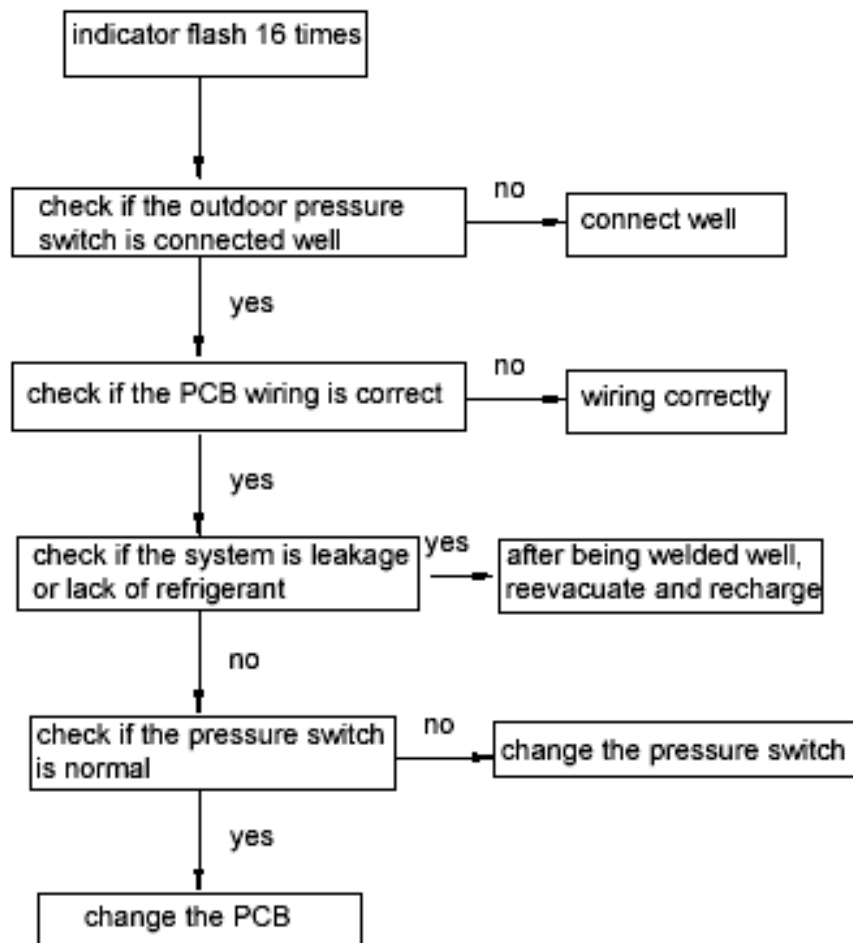 indicator flash 16 times
check if the outdoor pressure
switch is connected well
no
connect well
yes
check if the PCB wiring is correct
no
wiring correctly
yes
check if the system is leakage
or lack of refrigerant
yes
after being welded well,
reevacuate and recharge
no
check if the pressure switch
is normal
no
change the pressure switch
yes
change the PCB